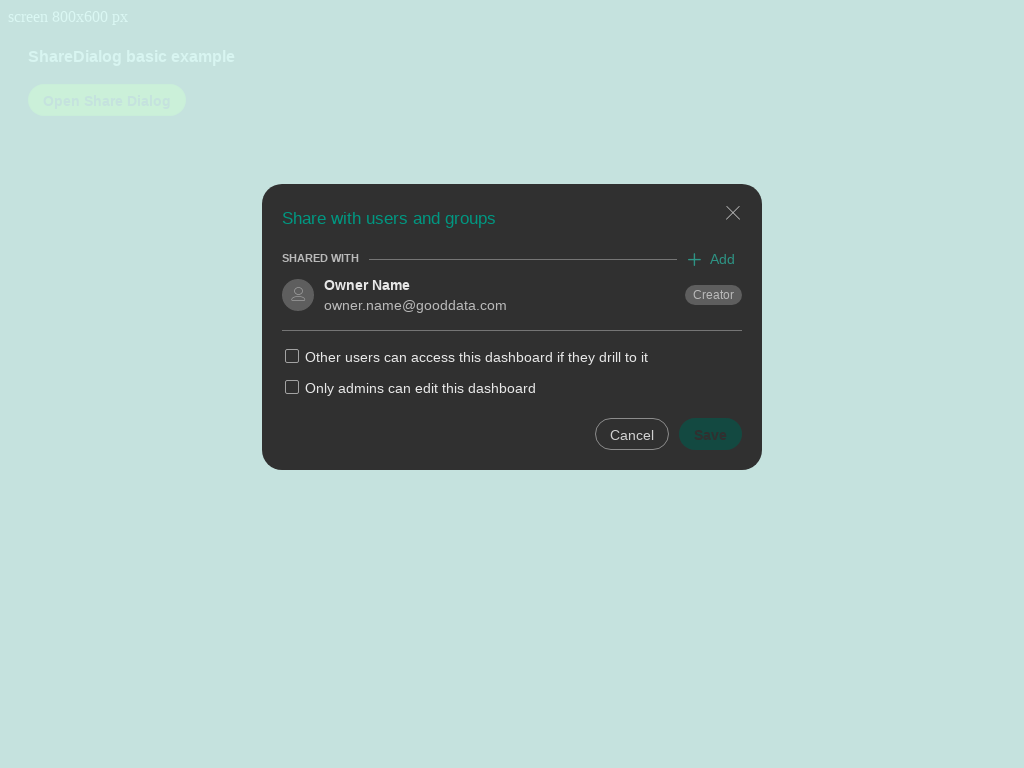 screen 800x600 px
ShareDialog basic example
Open Share Dialog
Share with users and groups
SHARED WITH
Add
Owner Name
owner.name@gooddata.com
Creator
Other users can access this dashboard if they drill to it
Only admins can edit this dashboard
Cancel
Save